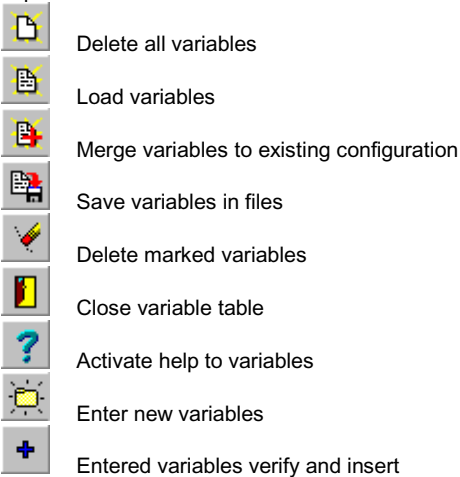 Delete all variables
Load variables
Merge variables to existing configuration
Save variables in files
Delete marked variables
Close variable table
Activate help to variables
Enter new variables
Entered variables verify and insert